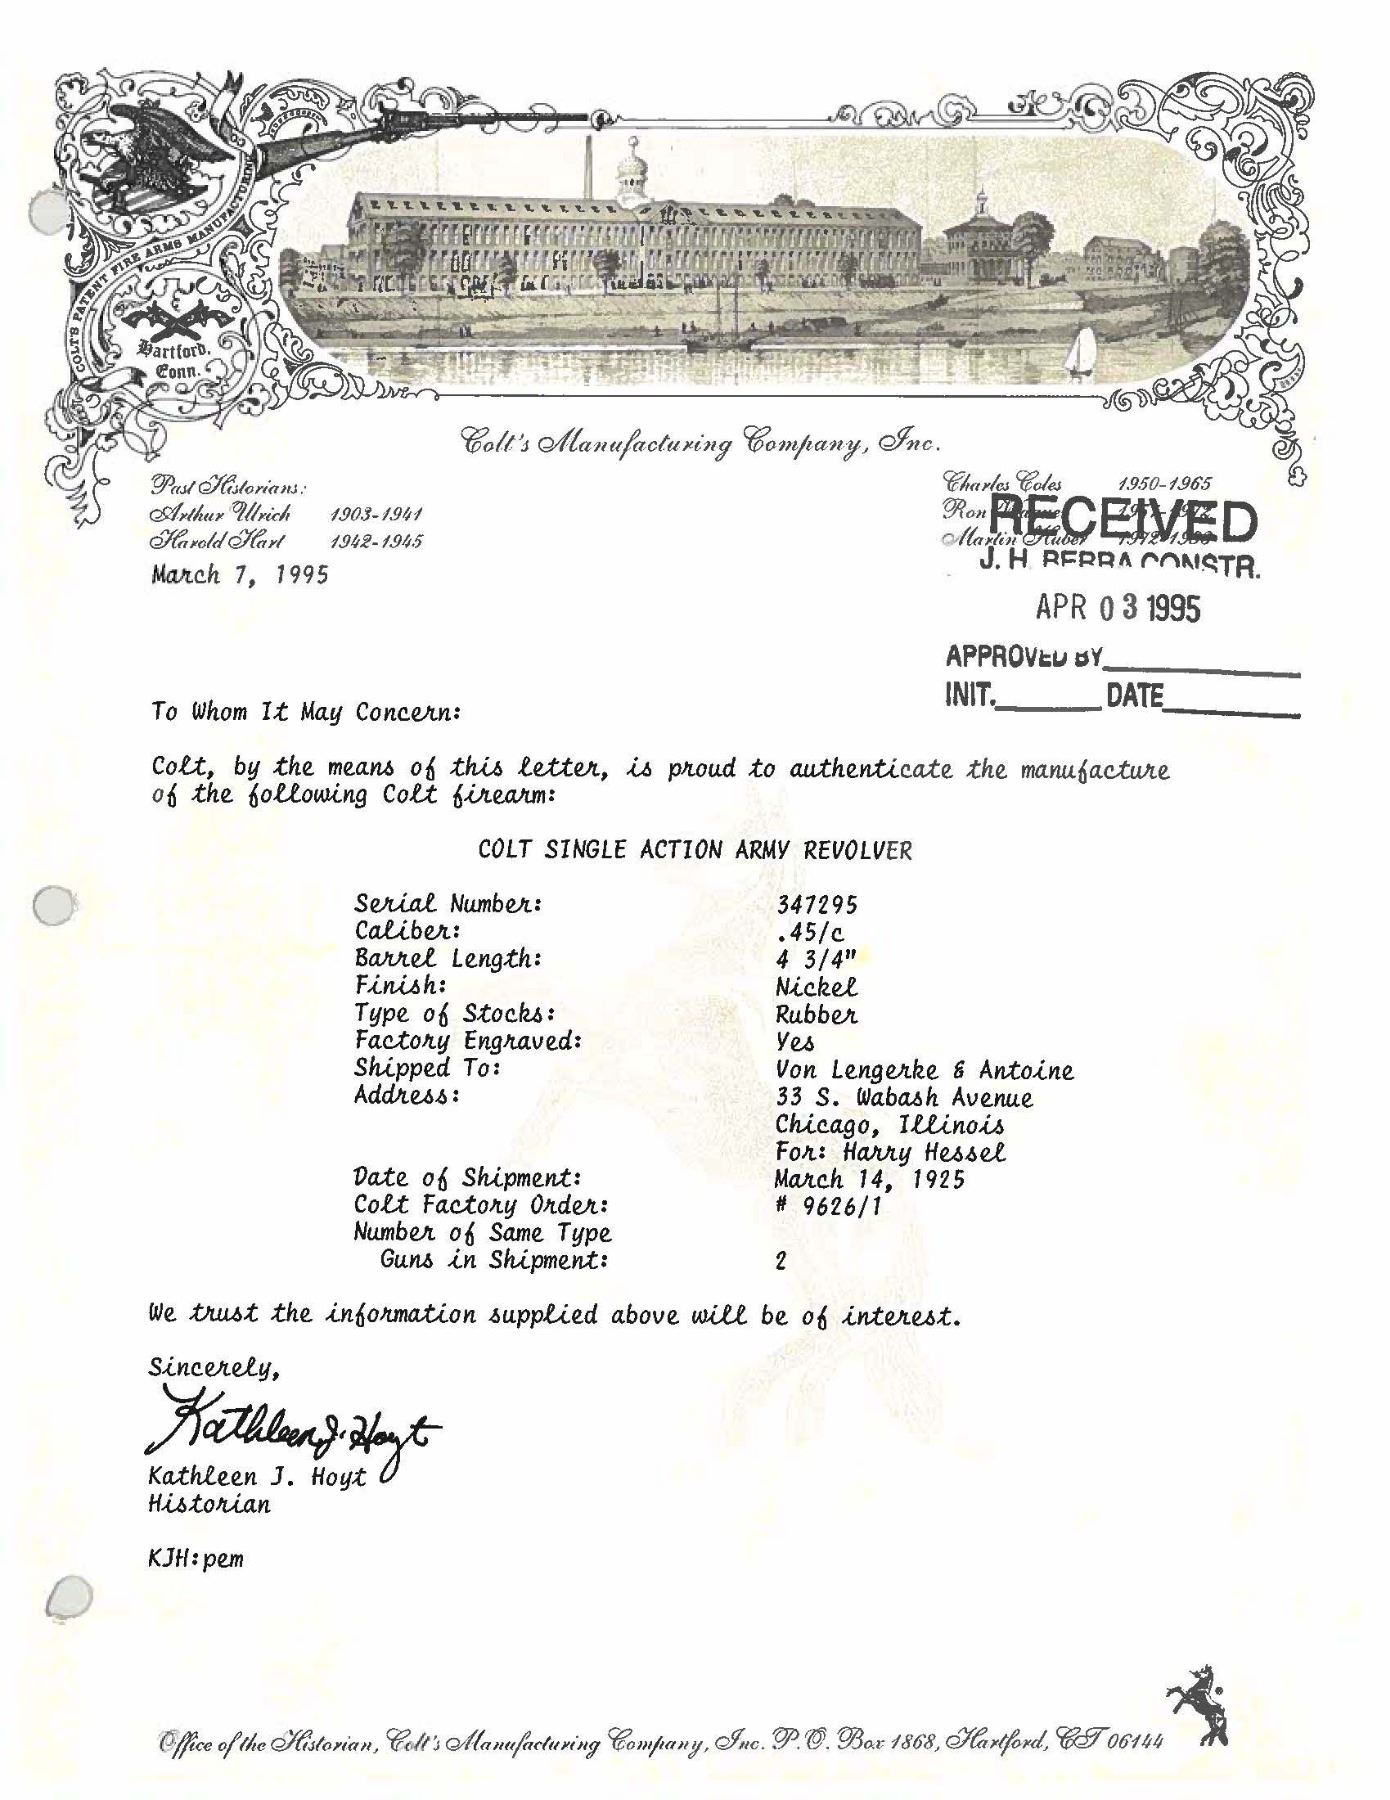 COLT'S PATENT FIRE ARMS MANUFACTURING
Hartford,
Conn.
Colt's Manufacturing Company, Inc.
Past Historians:
Arthur Ulrich 1903-1941
Harold Hart 1942-1945
Charles Coles 1950-1965
Ron
Martin Huber
RECEIVED
J. H. BERRA CONSTR.
APR 03 1995
APPROVED BY
INIT. DATE
March 7, 1995
To Whom It May Concern:
Colt, by the means of this letter, is proud to authenticate the manufacture
of the following Colt firearm:
COLT SINGLE ACTION ARMY REVOLVER
Serial Number: 347295
Caliber: .45/c
Barrel Length: 4 3/4"
Finish: Nickel
Type of Stocks: Rubber
Factory Engraved: Yes
Shipped To: Von Lengerke & Antoine
Address: 33 S. Wabash Avenue
Chicago, Illinois
For: Harry Hessel
Date of Shipment: March 14, 1925
Colt Factory Order: # 9626/1
Number of Same Type
Guns in Shipment: 2
We trust the information supplied above will be of interest.
Sincerely,
Kathleen J. Hoyt
Kathleen J. Hoyt
Historian
KJH:pem
Office of the Historian, Colt's Manufacturing Company, Inc. P.O. Box 1868, Hartford, CT 06144